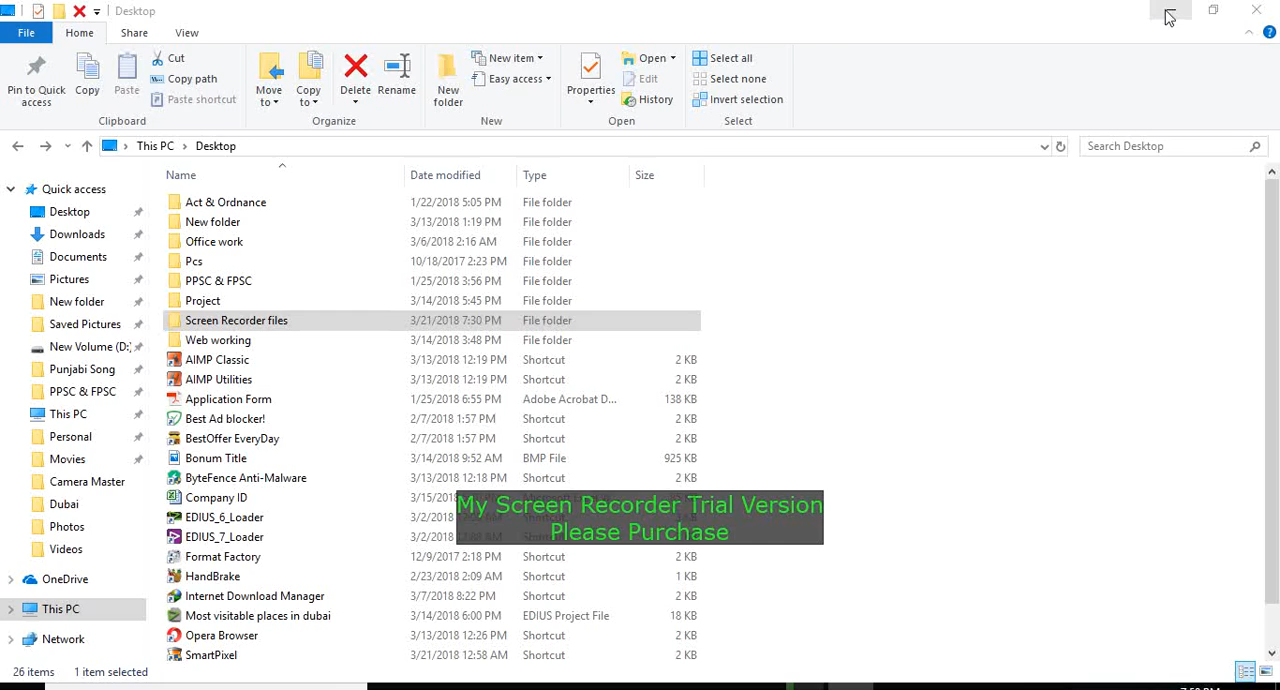 Desktop
File Home Share View
Pin to Quick access
Copy
Paste
Cut
Copy path
Paste shortcut
Clipboard
Move to
Copy to
Delete
Rename
Organize
New folder
New item
Easy access
New
Properties
Open
Edit
History
Open
Select all
Select none
Invert selection
Select
This PC Desktop
Search Desktop
Name Date modified Type Size
Quick access
Desktop
Downloads
Documents
Pictures
New folder
Saved Pictures
New Volume (D:)
Punjabi Song
PPSC & FPSC
This PC
Personal
Movies
Camera Master
Dubai
Photos
Videos
OneDrive
This PC
Network
Act & Ordnance 1/22/2018 5:05 PM File folder
New folder 3/13/2018 1:19 PM File folder
Office work 3/6/2018 2:16 AM File folder
Pcs 10/18/2017 2:23 PM File folder
PPSC & FPSC 1/25/2018 3:56 PM File folder
Project 3/14/2018 5:45 PM File folder
Screen Recorder files 3/21/2018 7:30 PM File folder
Web working 3/14/2018 3:48 PM File folder
AIMP Classic 3/13/2018 12:19 PM Shortcut 2 KB
AIMP Utilities 3/13/2018 12:19 PM Shortcut 2 KB
Application Form 1/25/2018 6:55 PM Adobe Acrobat D... 138 KB
Best Ad blocker! 2/7/2018 1:57 PM Shortcut 2 KB
BestOffer EveryDay 2/7/2018 1:57 PM Shortcut 2 KB
Bonum Title 3/14/2018 9:52 AM BMP File 925 KB
ByteFence Anti-Malware 3/13/2018 12:18 PM Shortcut 2 KB
Company ID
EDIUS_6_Loader
EDIUS_7_Loader
My Screen Recorder Trial Version
Please Purchase
Format Factory 12/9/2017 2:18 PM Shortcut 2 KB
HandBrake 2/23/2018 2:09 AM Shortcut 1 KB
Internet Download Manager 3/7/2018 8:22 PM Shortcut 2 KB
Most visitable places in dubai 3/14/2018 6:00 PM EDIUS Project File 18 KB
Opera Browser 3/13/2018 12:26 PM Shortcut 2 KB
SmartPixel 3/21/2018 12:58 AM Shortcut 2 KB
26 items 1 item selected